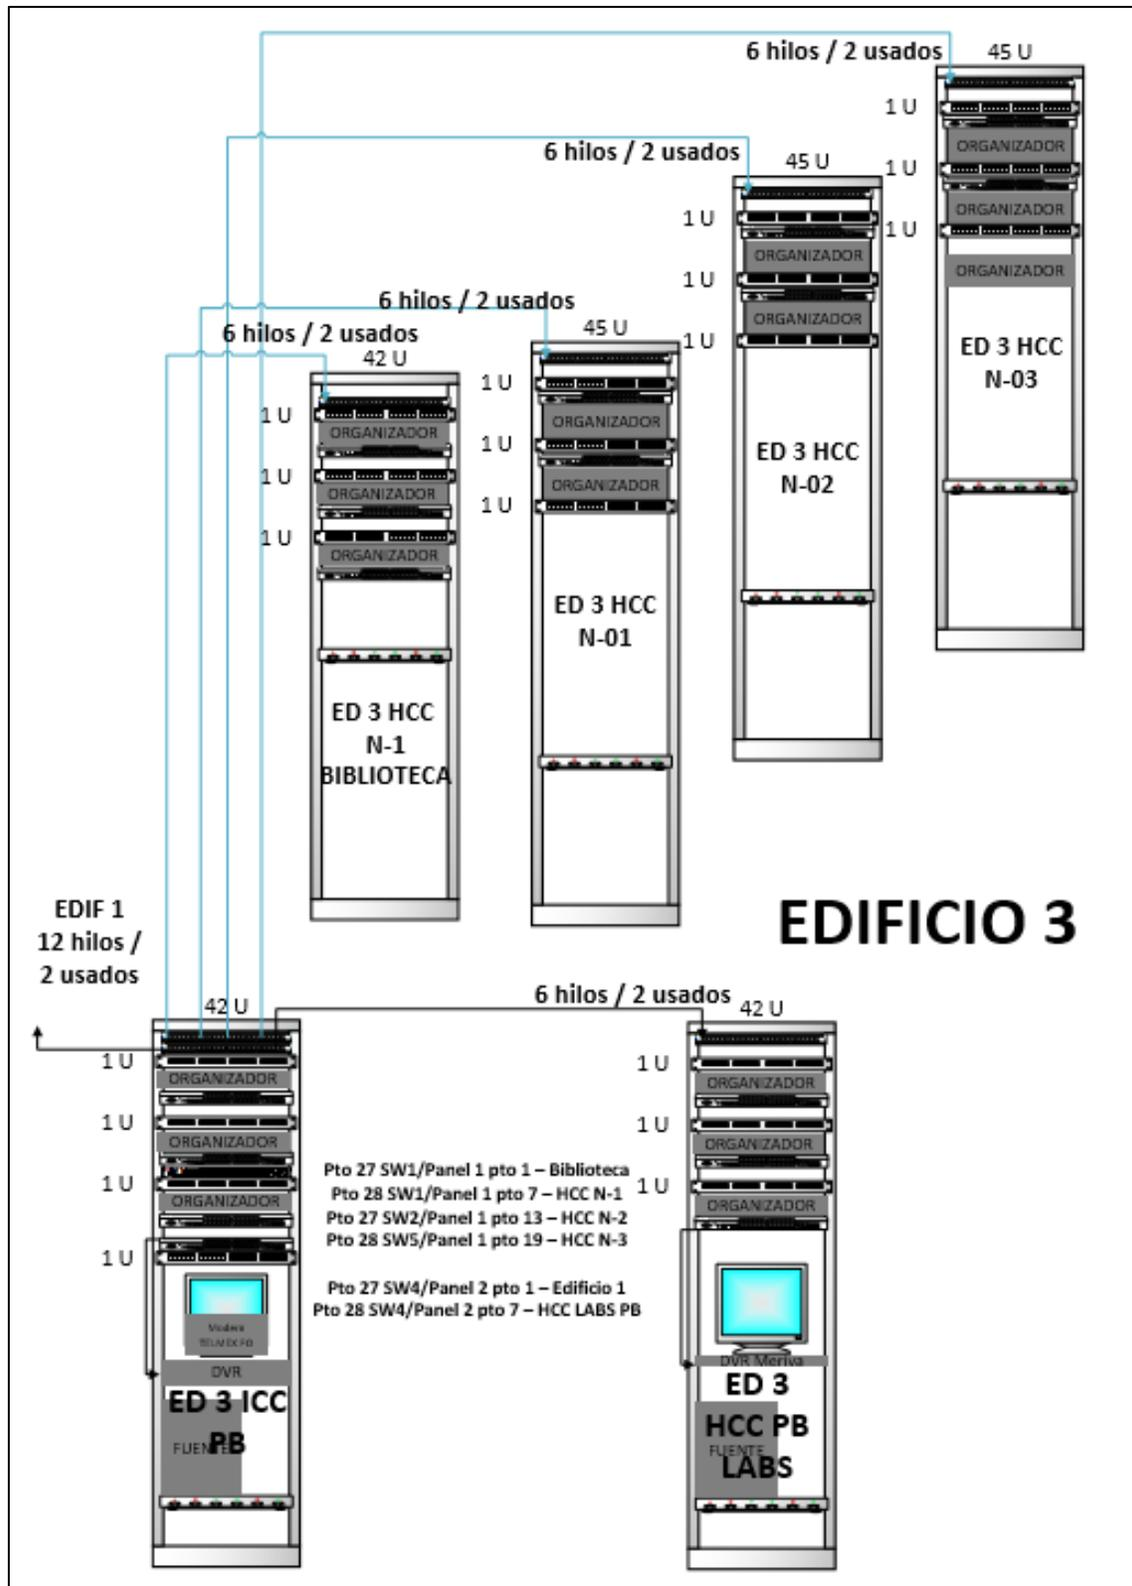 6 hilos / 2 usados
45 U
1 U
ORGANIZADOR
1 U
ORGANIZADOR
1 U
ORGANIZADOR
ED 3 HCC
N-03
6 hilos / 2 usados
45 U
1 U
ORGANIZADOR
1 U
ORGANIZADOR
1 U
ED 3 HCC
N-02
6 hilos / 2 usados
45 U
1 U
ORGANIZADOR
1 U
ORGANIZADOR
1 U
ED 3 HCC
N-01
6 hilos / 2 usados
42 U
1 U
ORGANIZADOR
1 U
ORGANIZADOR
1 U
ORGANIZADOR
ED 3 HCC
N-1
BIBLIOTECA
EDIFICIO 3
EDIF 1
12 hilos /
2 usados
42 U
1 U
ORGANIZADOR
1 U
ORGANIZADOR
1 U
ORGANIZADOR
1 U
Modem
TELMEX FO
DVR
ED 3 ICC
PB
FUENTE
Pto 27 SW1/Panel 1 pto 1 – Biblioteca
Pto 28 SW1/Panel 1 pto 7 – HCC N-1
Pto 27 SW2/Panel 1 pto 13 – HCC N-2
Pto 28 SW5/Panel 1 pto 19 – HCC N-3
Pto 27 SW4/Panel 2 pto 1 – Edificio 1
Pto 28 SW4/Panel 2 pto 7 – HCC LABS PB
6 hilos / 2 usados
42 U
1 U
ORGANIZADOR
1 U
ORGANIZADOR
1 U
ORGANIZADOR
DVR Meriva
ED 3
HCC PB
LABS
FUENTE